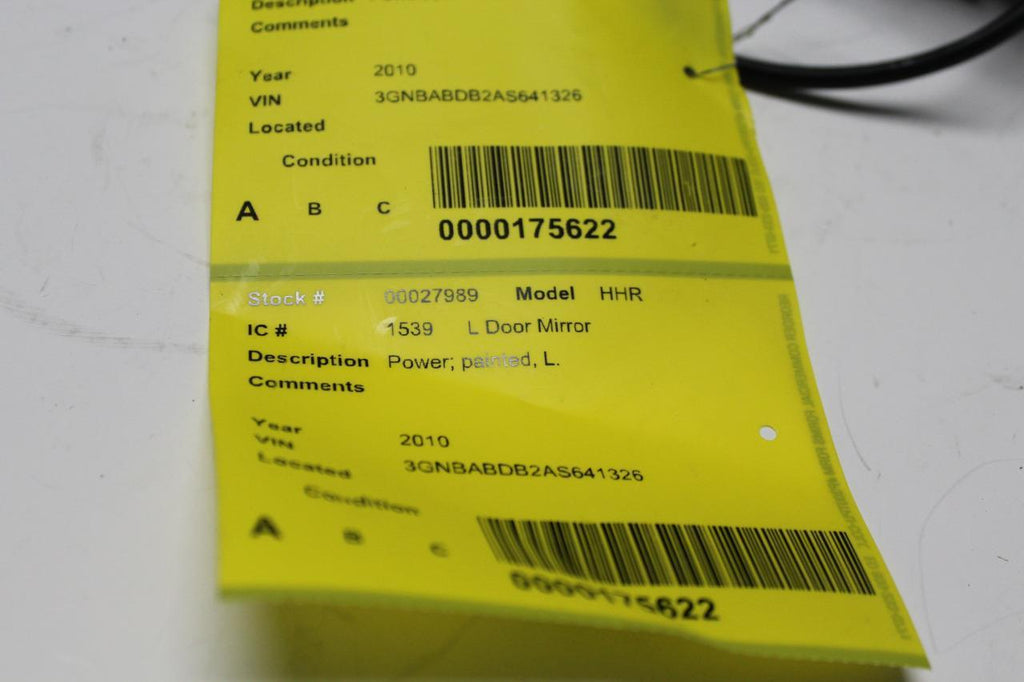 Description
Comments
Year 2010
VIN 3GNBABDB2AS641326
Located
Condition
A B C
0000175622
Stock # 00027989 Model HHR
IC # 1539 L Door Mirror
Description Power; painted, L.
Comments
Year 2010
VIN 3GNBABDB2AS641326
Located
Condition
A B C
0000175622